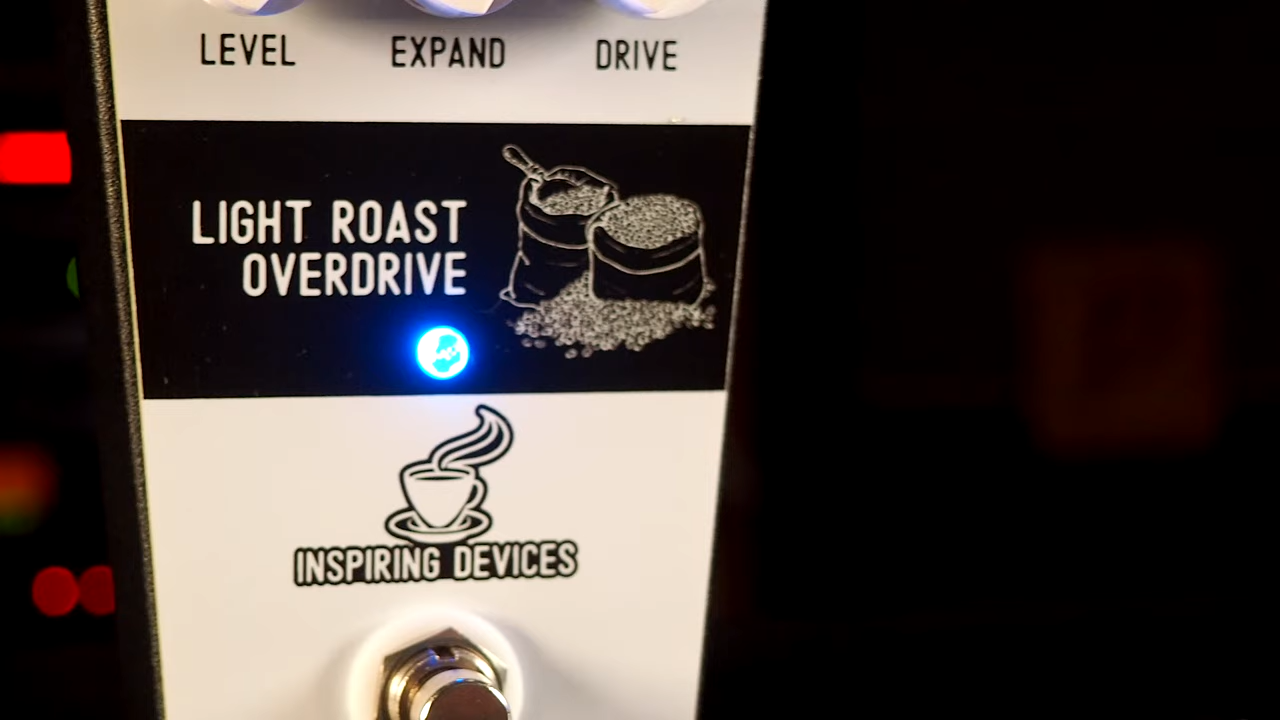 LEVEL EXPAND DRIVE
LIGHT ROAST
OVERDRIVE
INSPIRING DEVICES